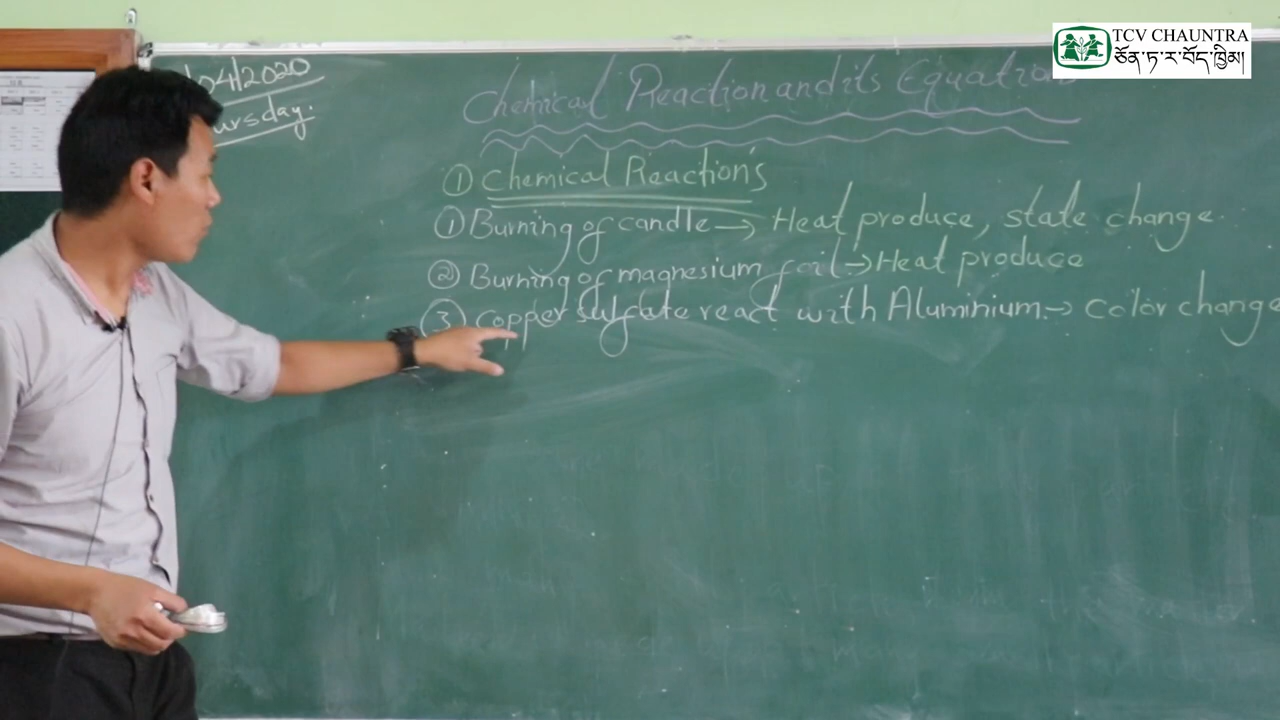 TCV CHAUNTRA
ཅོན་ཏ་ར་བོད་ཁྱིམ།
/04/2020
ursday.
Chemical Reaction and its Equation
① Chemical Reaction's
① Burning of candle → Heat produce, state change.
② Burning of magnesium foil → Heat produce
③ Copper sulfate react with Aluminium. → color change